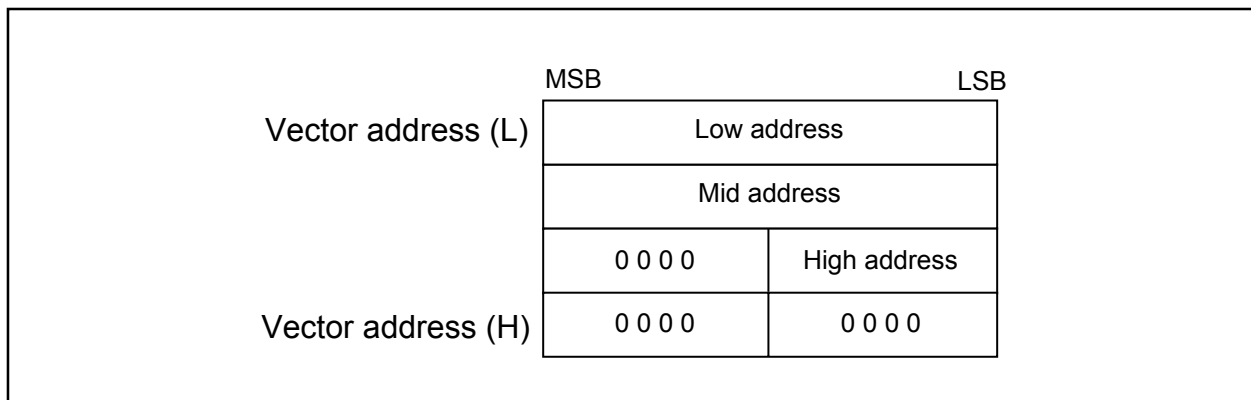 MSB LSB
Vector address (L) Low address
Mid address
0 0 0 0 High address
Vector address (H) 0 0 0 0 0 0 0 0